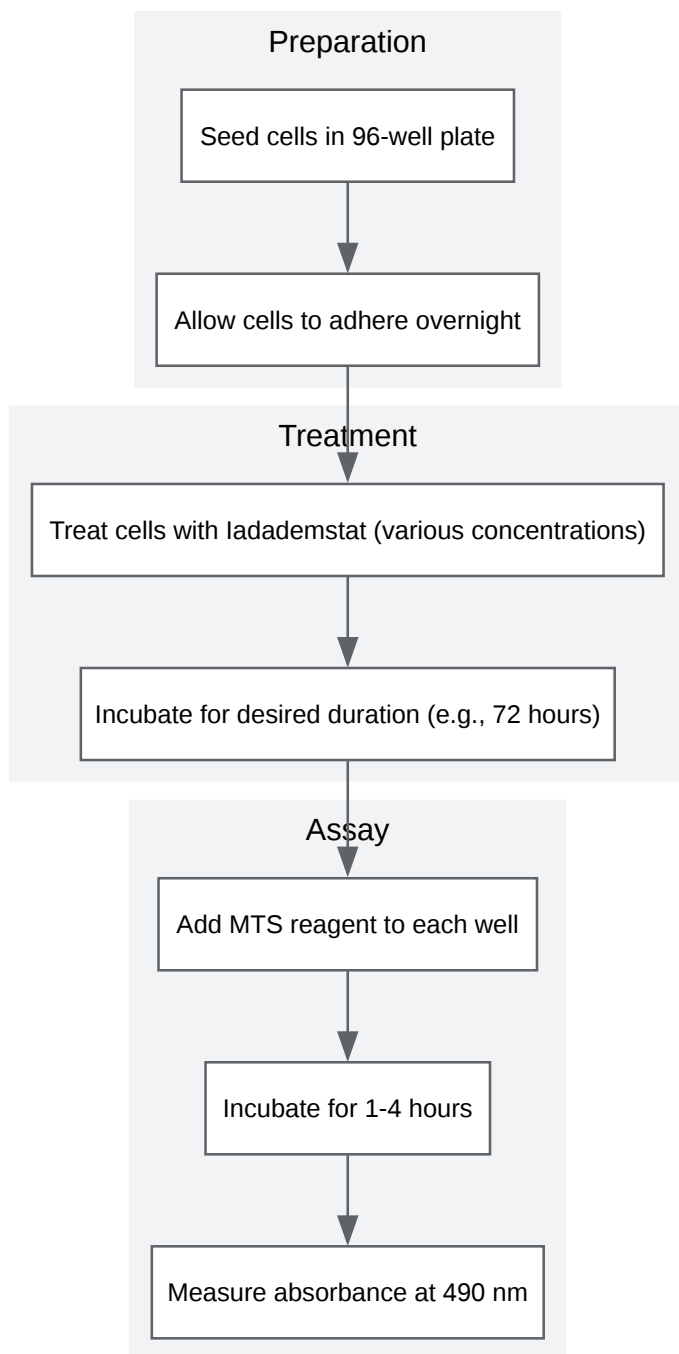 Preparation
Seed cells in 96-well plate
Allow cells to adhere overnight
Treatment
Treat cells with Iadademstat (various concentrations)
Incubate for desired duration (e.g., 72 hours)
Assay
Add MTS reagent to each well
Incubate for 1-4 hours
Measure absorbance at 490 nm